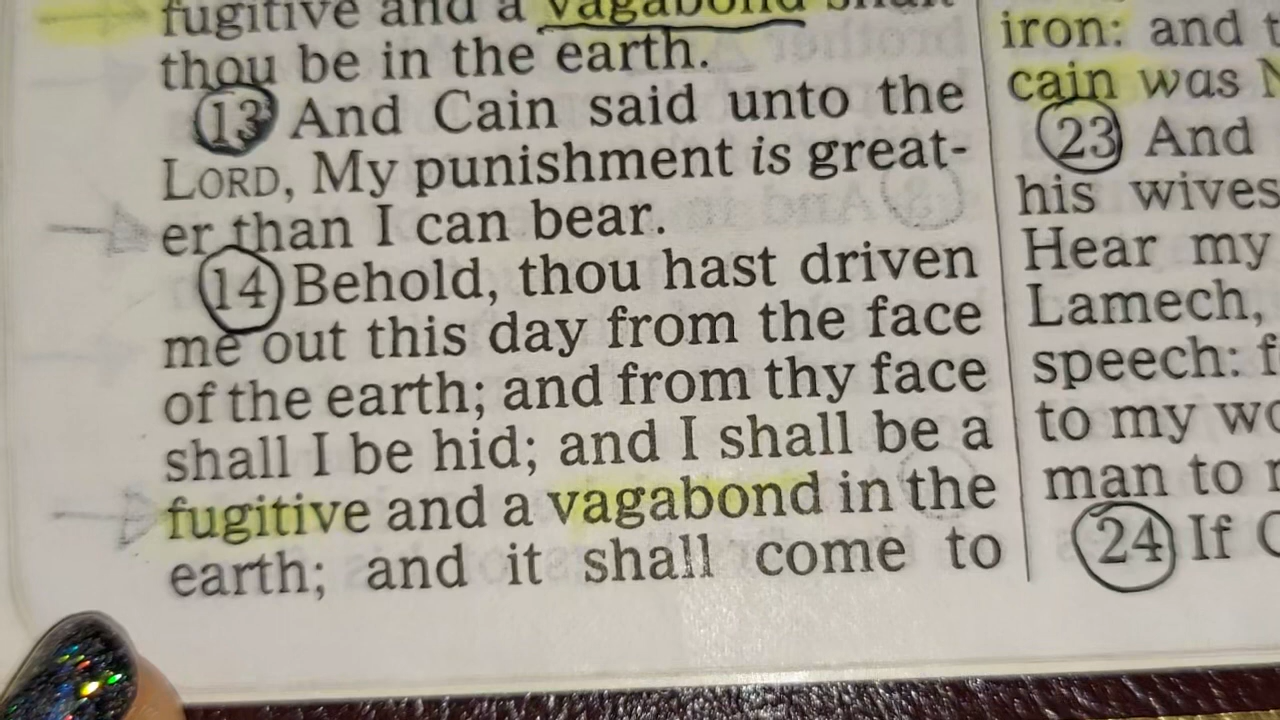 fugitive and a vagabond shall
thou be in the earth.
13 And Cain said unto the
LORD, My punishment is great-
er than I can bear.
14 Behold, thou hast driven
me out this day from the face
of the earth; and from thy face
shall I be hid; and I shall be a
fugitive and a vagabond in the
earth; and it shall come to
iron: and
cain was
23 And
his wives
Hear my
Lamech,
speech:
to my
man to
24 If